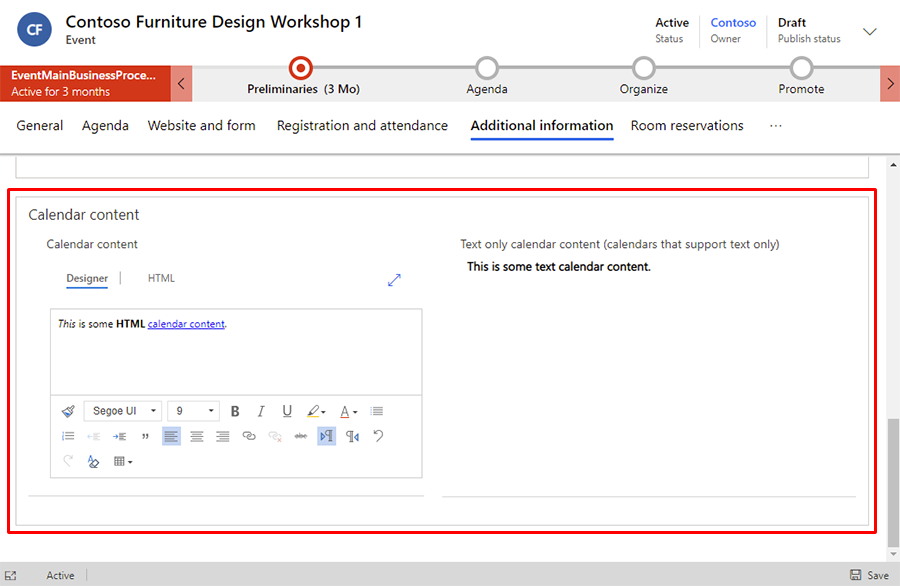 CF
Contoso Furniture Design Workshop 1
Event
Active
Status
Contoso
Owner
Draft
Publish status
EventMainBusinessProce...
Active for 3 months
Preliminaries (3 Mo)
Agenda
Organize
Promote
General
Agenda
Website and form
Registration and attendance
Additional information
Room reservations
...
Calendar content
Calendar content
Designer
HTML
This is some HTML calendar content.
Segoe UI
9
B
I
U
A
abc
Text only calendar content (calendars that support text only)
This is some text calendar content.
Active
Save